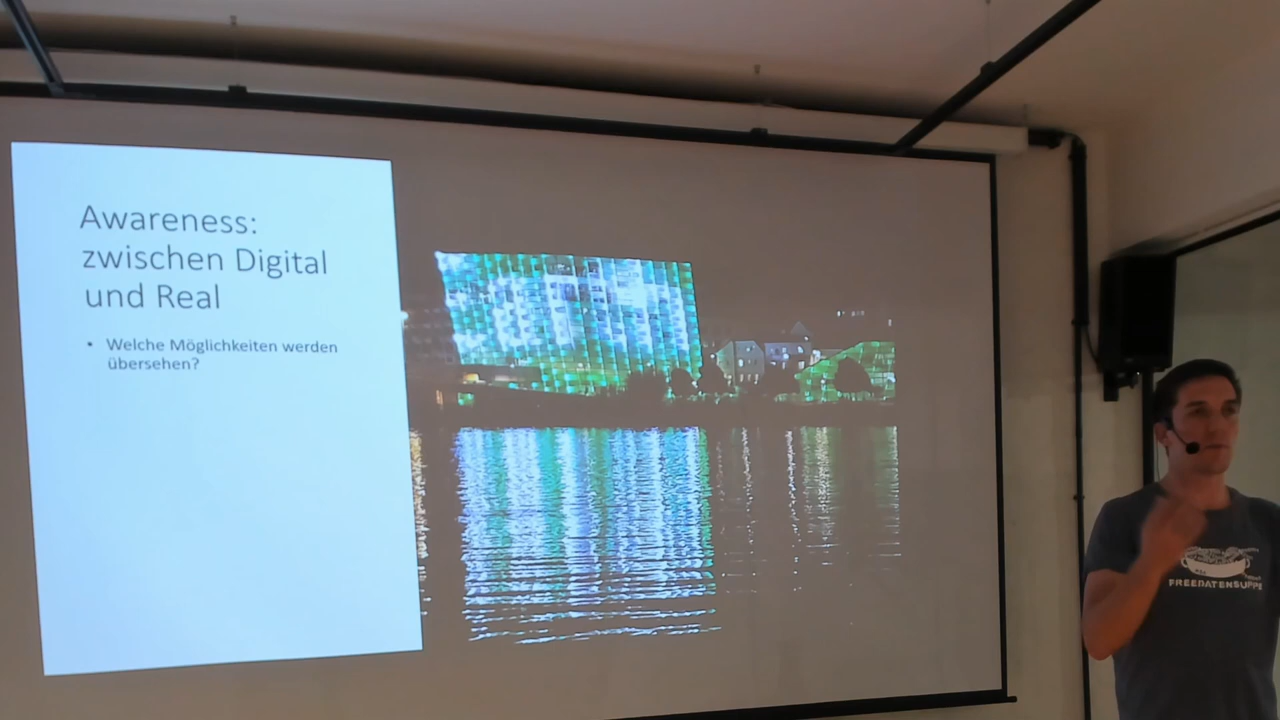 Awareness:
zwischen Digital
und Real
• Welche Möglichkeiten werden
übersehen?
FREEDATENSUPPE